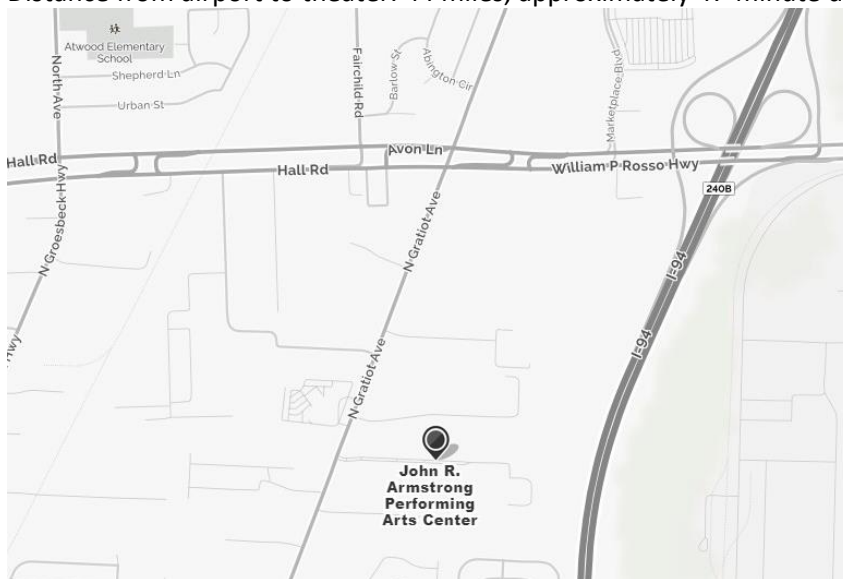 Atwood Elementary
School
Shepherd Ln
Urban St
North Ave
Fairchild Rd
Barlow St
Abington Cir
Marketplace Blvd
Hall Rd
Avon Ln
Hall Rd
William P Rosso Hwy
240B
N Groesbeck Hwy
N Gratiot Ave
I-94
I-94
Hwy
N Gratiot Ave
John R.
Armstrong
Performing
Arts Center